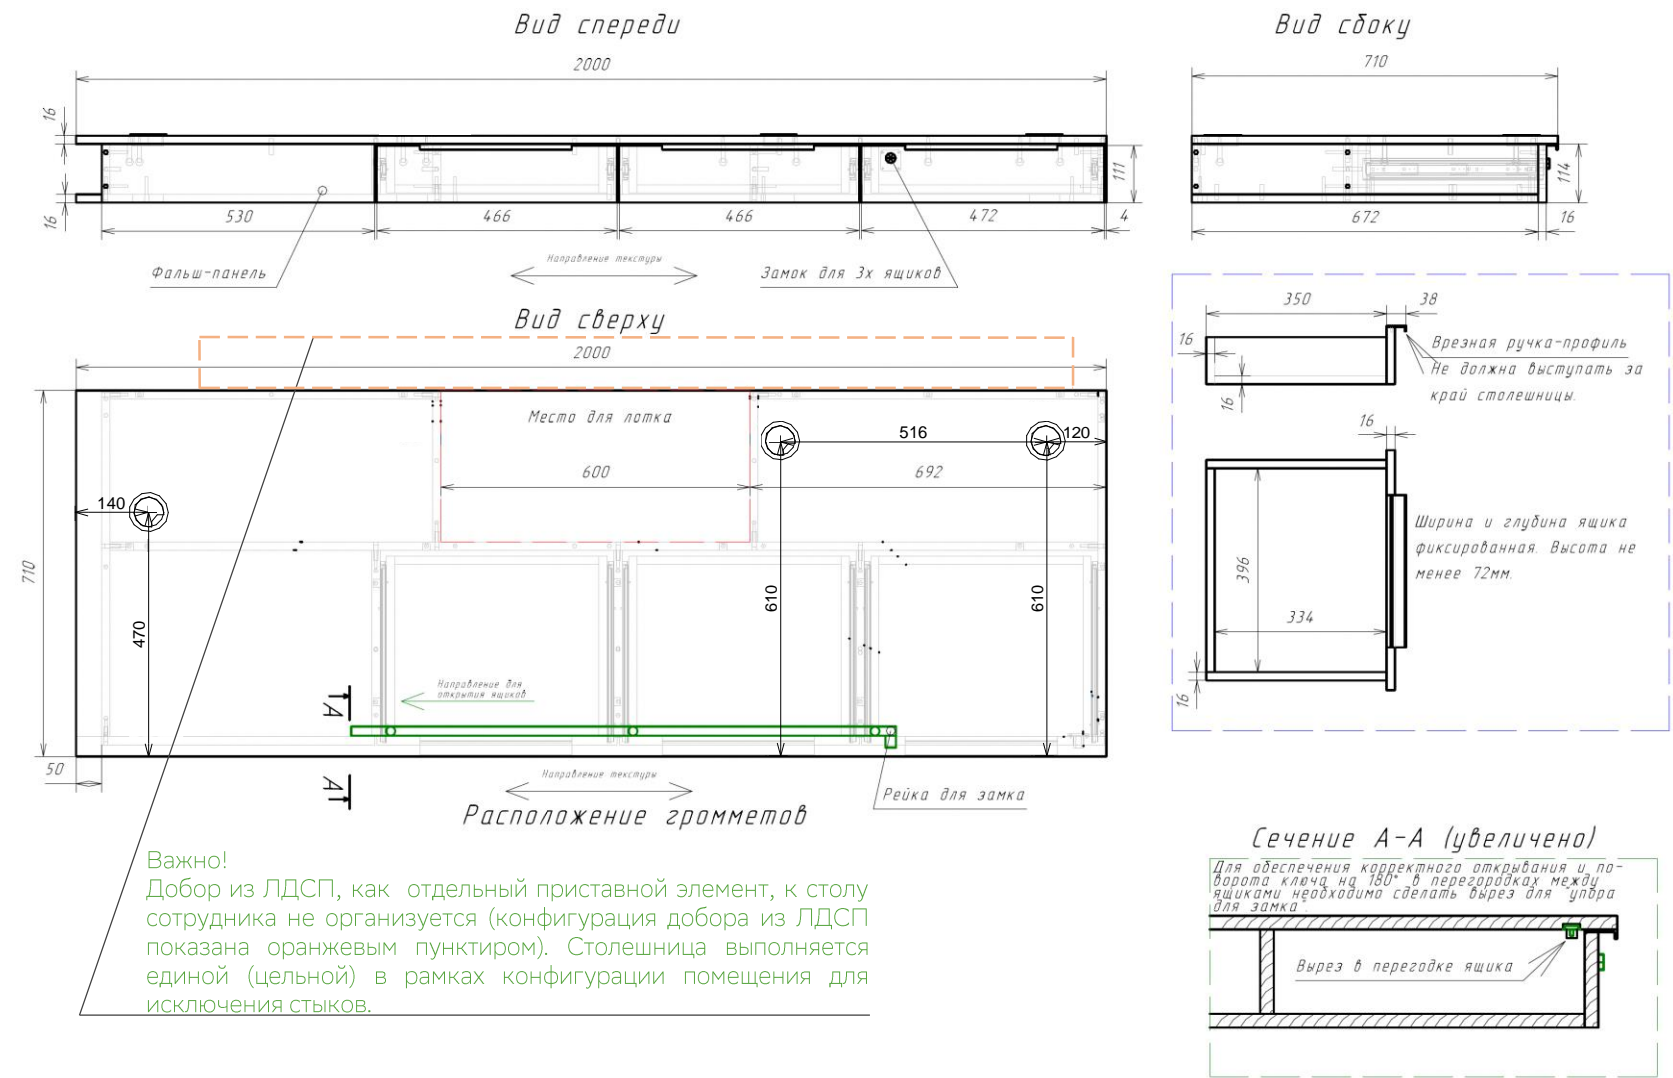 Вид спереди
2000
16
16
530
466
466
472
4
111
Фальш-панель
Направление текстуры
Замок для 3х ящиков
Вид сбоку
710
114
672
16
Вид сверху
2000
Место для лотка
600
692
516
120
140
470
610
610
710
50
Направление для
открытия ящиков
А
А
Направление текстуры
Рейка для замка
Расположение громметов
350
38
16
16
Врезная ручка-профиль
Не должна выступать за
край столешницы.
16
396
334
16
Ширина и глубина ящика
фиксированная. Высота не
менее 72мм.
Важно!
Добор из ЛДСП, как отдельный приставной элемент, к столу
сотрудника не организуется (конфигурация добора из ЛДСП
показана оранжевым пунктиром). Столешница выполняется
единой (цельной) в рамках конфигурации помещения для
исключения стыков.
Сечение А-А (увеличено)
Для обеспечения корректного открывания и по-
ворота ключа на 180° в перегородках между
ящиками необходимо сделать вырез для "упора
для замка".
Вырез в перегодке ящика